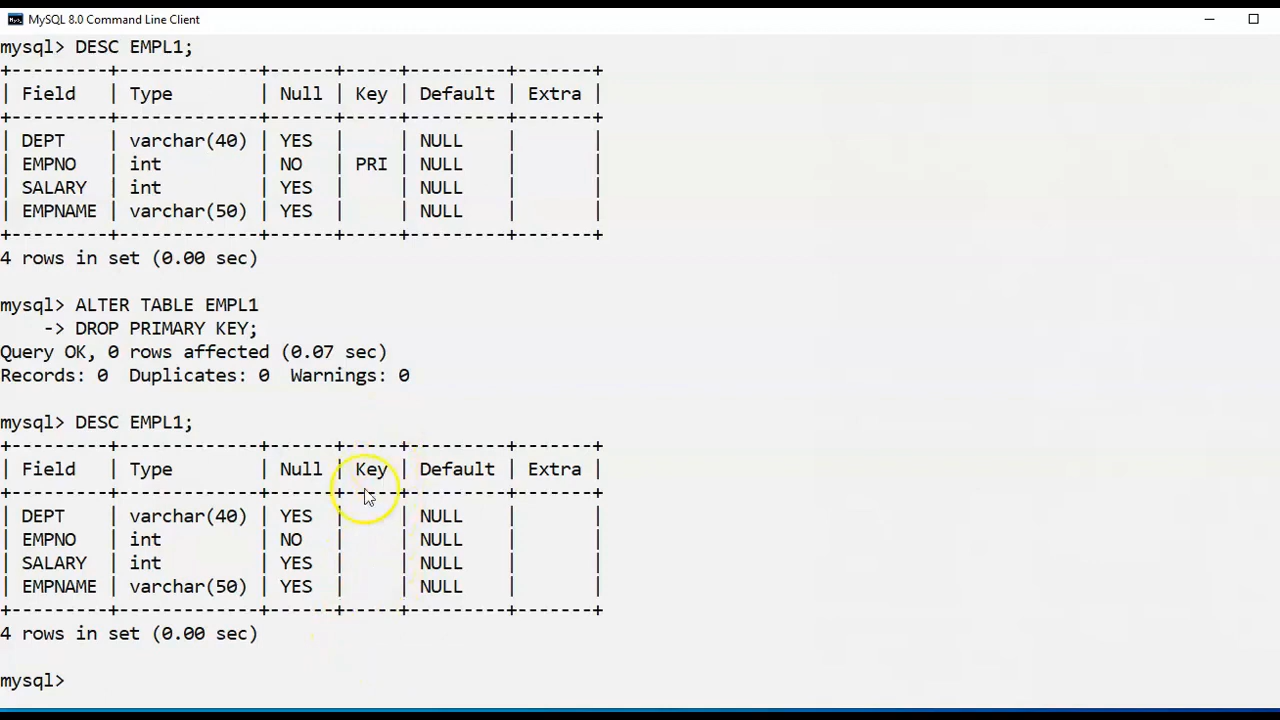 MySQL 8.0 Command Line Client
mysql> DESC EMPL1;
+---------+-------------+------+-----+---------+-------+
| Field   | Type        | Null | Key | Default | Extra |
+---------+-------------+------+-----+---------+-------+
| DEPT    | varchar(40) | YES  |     | NULL    |       |
| EMPNO   | int         | NO   | PRI | NULL    |       |
| SALARY  | int         | YES  |     | NULL    |       |
| EMPNAME | varchar(50) | YES  |     | NULL    |       |
+---------+-------------+------+-----+---------+-------+
4 rows in set (0.00 sec)
mysql> ALTER TABLE EMPL1
    -> DROP PRIMARY KEY;
Query OK, 0 rows affected (0.07 sec)
Records: 0  Duplicates: 0  Warnings: 0
mysql> DESC EMPL1;
+---------+-------------+------+-----+---------+-------+
| Field   | Type        | Null | Key | Default | Extra |
+---------+-------------+------+-----+---------+-------+
| DEPT    | varchar(40) | YES  |     | NULL    |       |
| EMPNO   | int         | NO   |     | NULL    |       |
| SALARY  | int         | YES  |     | NULL    |       |
| EMPNAME | varchar(50) | YES  |     | NULL    |       |
+---------+-------------+------+-----+---------+-------+
4 rows in set (0.00 sec)
mysql>